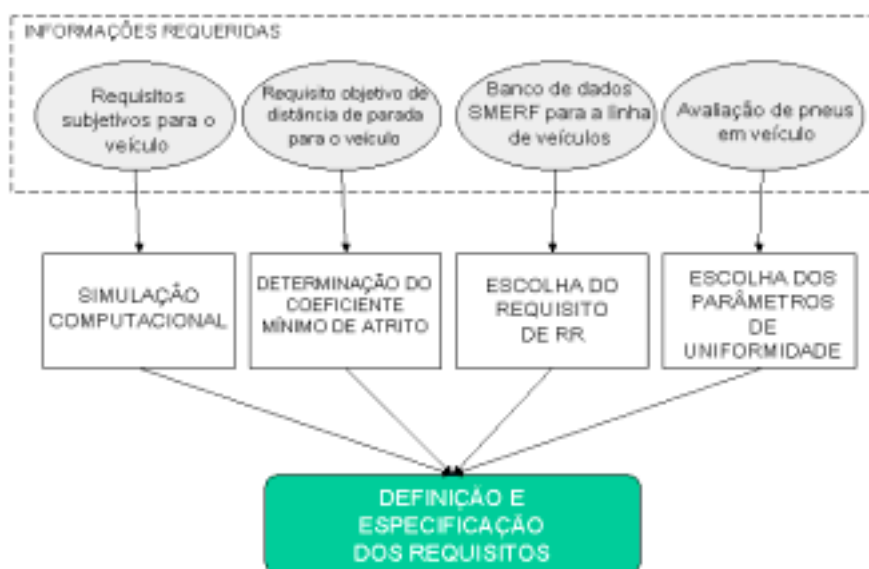 INFORMAÇÕES REQUERIDAS
Requisitos
subjetivos para o
veículo
Requisito objetivo de
distância de parada
para o veículo
Banco de dados
SMERF para a linha
de veículos
Avaliação de pneus
em veículo
SIMULAÇÃO
COMPUTACIONAL
DETERMINAÇÃO DO
COEFICIENTE
MÍNIMO DE ATRITO
ESCOLHA DO
REQUISITO
DE RR
ESCOLHA DOS
PARÂMETROS
DE
UNIFORMIDADE
DEFINIÇÃO E
ESPECIFICAÇÃO
DOS REQUISITOS